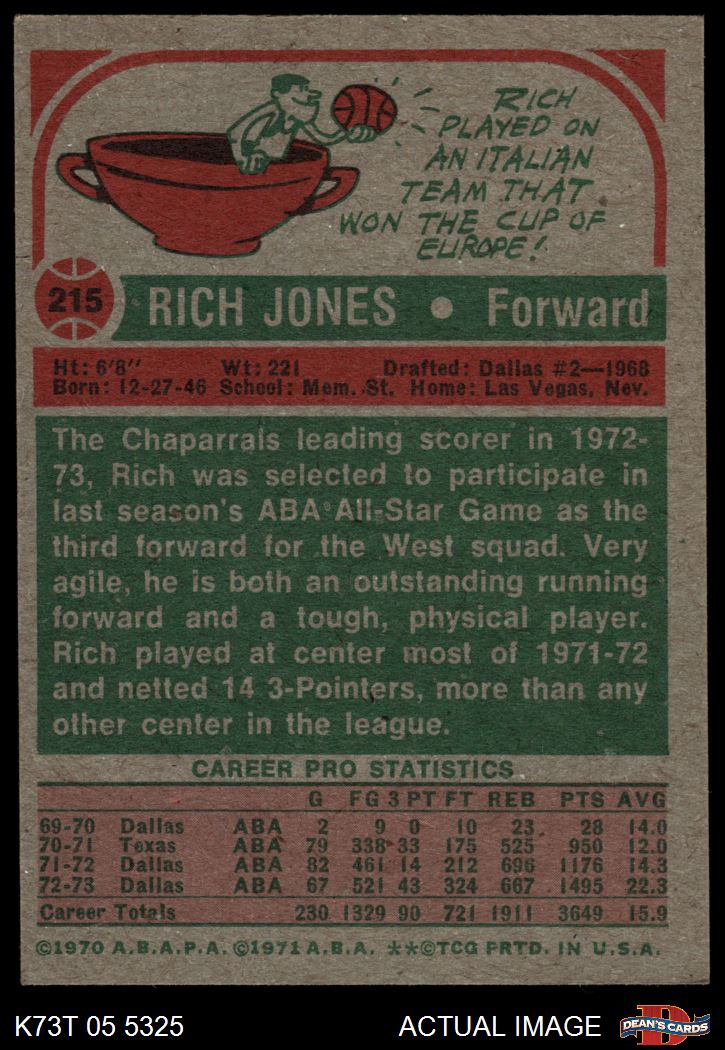 RICH
PLAYED ON
AN ITALIAN
TEAM THAT
WON THE CUP OF
EUROPE!
215 RICH JONES • Forward
Ht: 6'8" Wt: 221 Drafted: Dallas #2—1968
Born: 12-27-46 School: Mem. St. Home: Las Vegas, Nev.
The Chaparrals leading scorer in 1972-
73, Rich was selected to participate in
last season's ABA All-Star Game as the
third forward for the West squad. Very
agile, he is both an outstanding running
forward and a tough, physical player.
Rich played at center most of 1971-72
and netted 14 3-Pointers, more than any
other center in the league.
CAREER PRO STATISTICS
G FG 3 PT FT REB PTS AVG
69-70 Dallas ABA 2 9 0 10 23 28 14.0
70-71 Texas ABA 79 338 33 175 525 950 12.0
71-72 Dallas ABA 82 461 14 212 696 1176 14.3
72-73 Dallas ABA 67 521 43 324 667 1495 22.3
Career Totals 230 1329 90 721 1911 3649 15.9
©1970 A.B.A.P.A. ©1971 A.B.A. **©TCG PRTD. IN U.S.A.
K73T 05 5325 ACTUAL IMAGE D DEAN'S CARDS